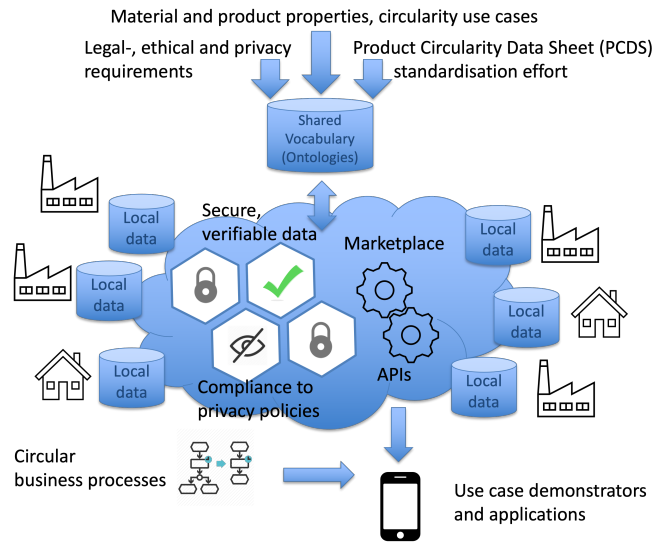 Material and product properties, circularity use cases
Legal-, ethical and privacy
requirements
Product Circularity Data Sheet (PCDS)
standardisation effort
Shared
Vocabulary
(Ontologies)
Local
data
Local
data
Local
data
Secure,
verifiable data
Marketplace
APIs
Compliance to
privacy policies
Local
data
Local
data
Local
data
Circular
business processes
Use case demonstrators
and applications